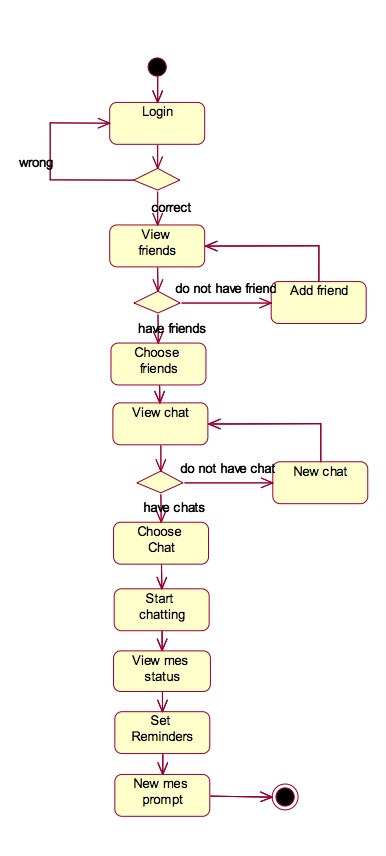 Login
wrong
correct
View
friends
do not have friend
Add friend
have friends
Choose
friends
View chat
do not have chat
New chat
have chats
Choose
Chat
Start
chatting
View mes
status
Set
Reminders
New mes
prompt